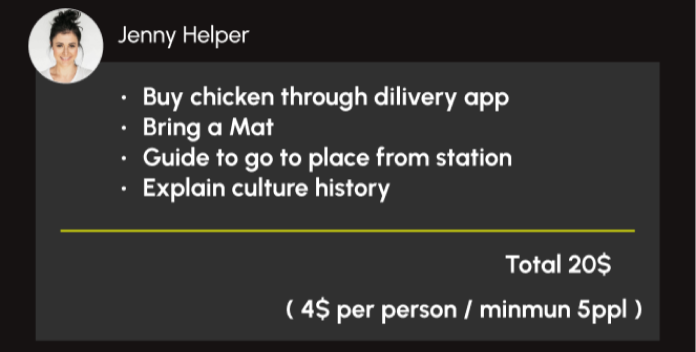 Jenny Helper
· Buy chicken through dilivery app
· Bring a Mat
· Guide to go to place from station
· Explain culture history
Total 20$
( 4$ per person / minmun 5ppl )